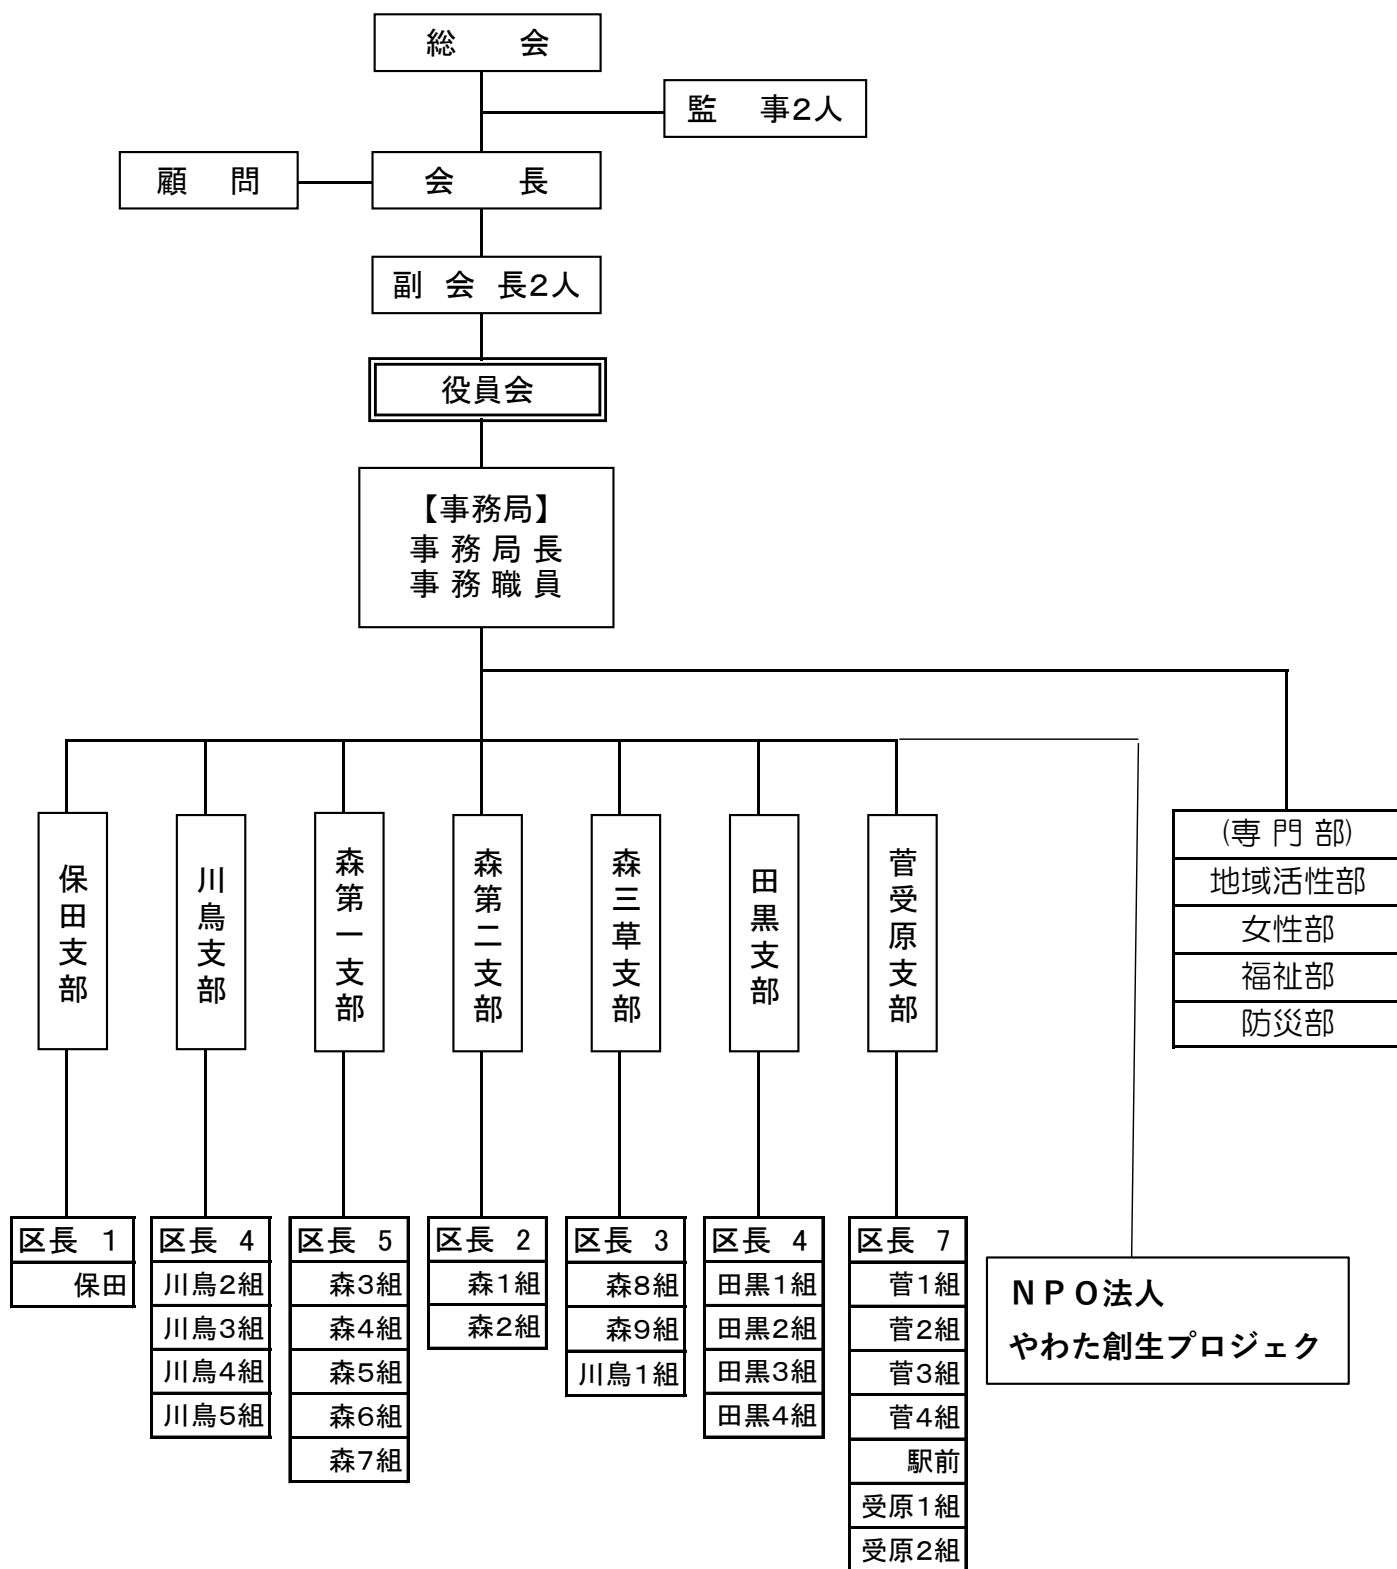 総　会
監　事2人
顧　問
会　長
副 会 長2人
役員会
【事務局】
事 務 局 長
事 務 職 員
保田支部
川鳥支部
森第一支部
森第二支部
森三草支部
田黒支部
菅受原支部
(専 門 部)
地域活性部
女性部
福祉部
防災部
区長 1
保田
区長 4
川鳥2組
川鳥3組
川鳥4組
川鳥5組
区長 5
森3組
森4組
森5組
森6組
森7組
区長 2
森1組
森2組
区長 3
森8組
森9組
川鳥1組
区長 4
田黒1組
田黒2組
田黒3組
田黒4組
区長 7
菅1組
菅2組
菅3組
菅4組
駅前
受原1組
受原2組
ＮＰＯ法人
やわた創生プロジェク